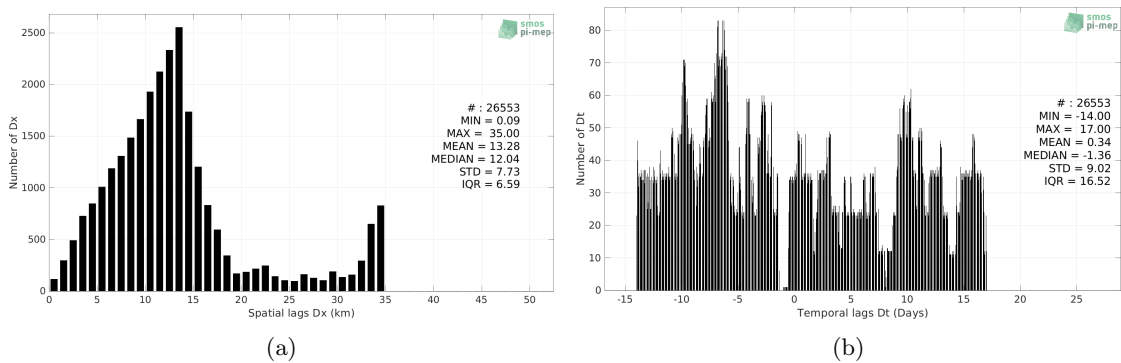 smos
pi-mep
Number of Dx
2500
2000
1500
1000
500
0
# : 26553
MIN = 0.09
MAX = 35.00
MEAN = 13.28
MEDIAN = 12.04
STD = 7.73
IQR = 6.59
0 5 10 15 20 25 30 35 40 45 50
Spatial lags Dx (km)
(a)
smos
pi-mep
Number of Dt
80
70
60
50
40
30
20
10
0
# : 26553
MIN = -14.00
MAX = 17.00
MEAN = 0.34
MEDIAN = -1.36
STD = 9.02
IQR = 16.52
-15 -10 -5 0 5 10 15 20 25
Temporal lags Dt (Days)
(b)